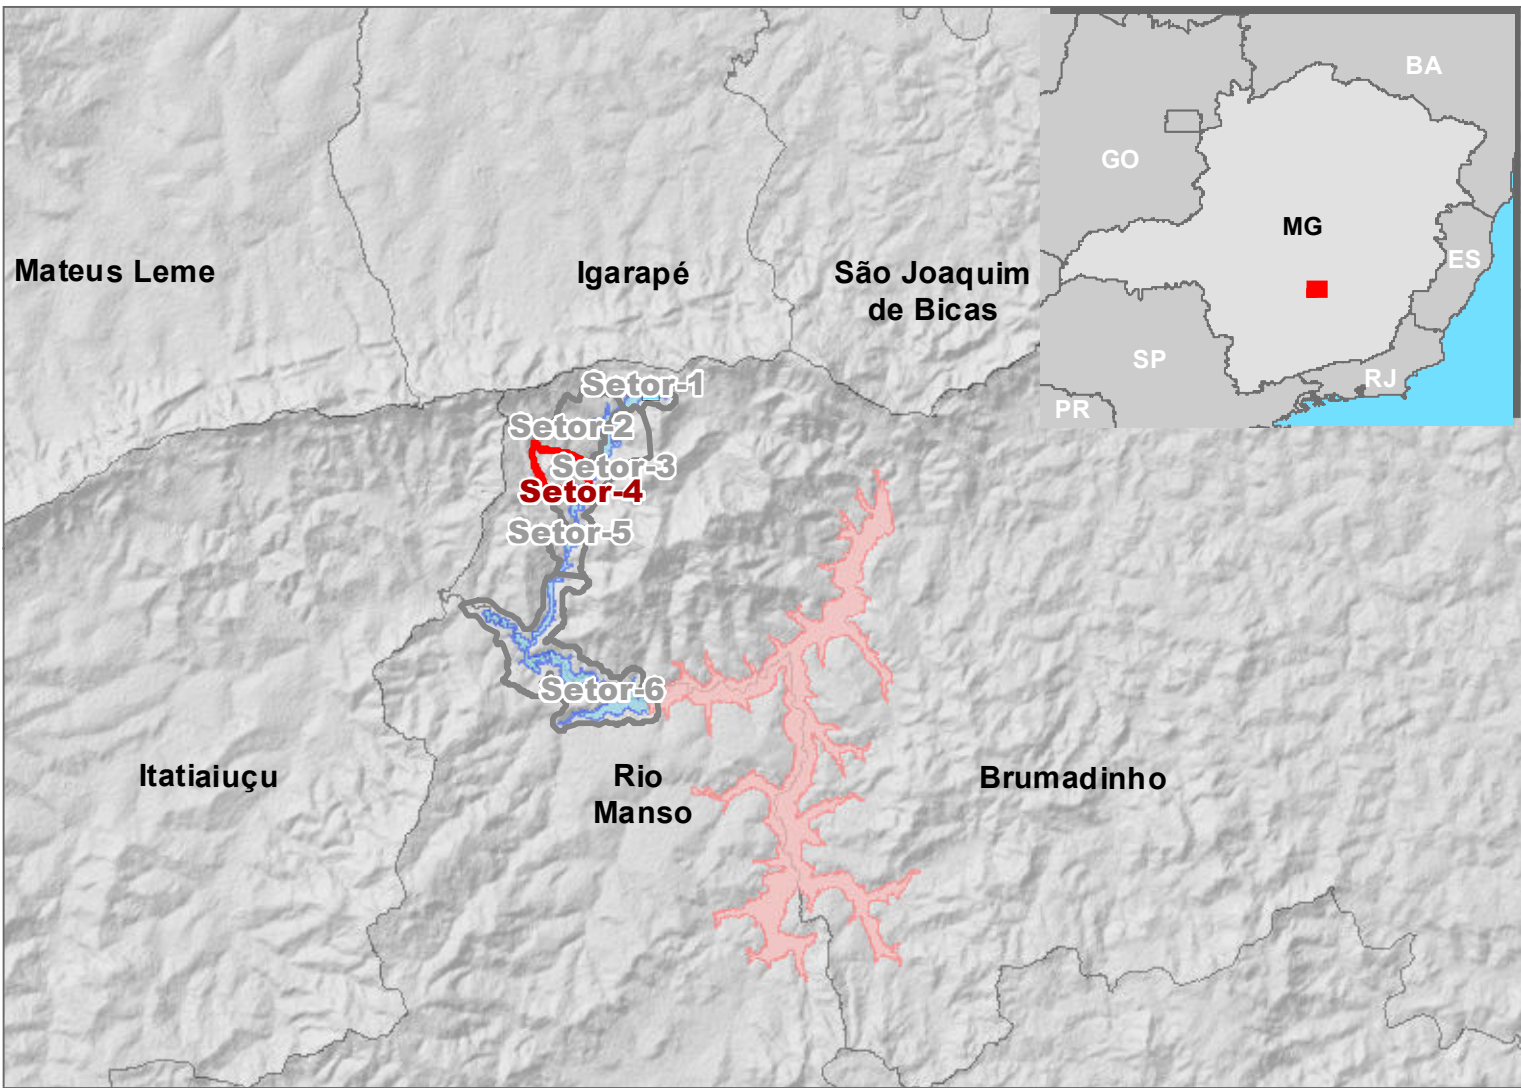 BA
GO
MG
ES
SP
RJ
PR
Mateus Leme
Igarapé
São Joaquim
de Bicas
Setor-1
Setor-2
Setor-3
Setor-4
Setor-5
Setor-6
Itatiaiuçu
Rio
Manso
Brumadinho